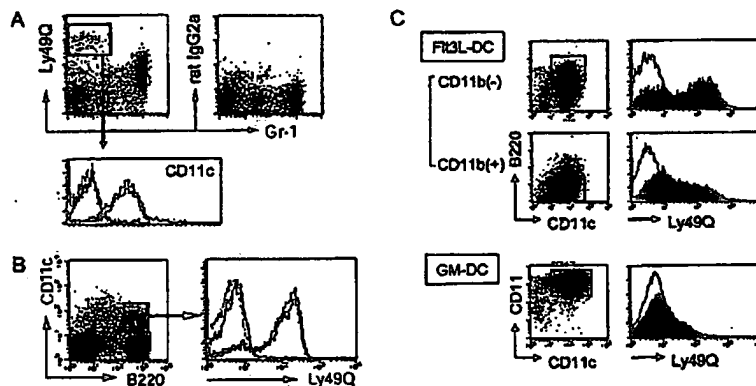 A
Ly49Q
rat IgG2a
Gr-1
CD11c
B
CD11c
B220
Ly49Q
C
Flt3L-DC
CD11b(-)
CD11b(+)
B220
CD11c
Ly49Q
GM-DC
CD11
CD11c
Ly49Q